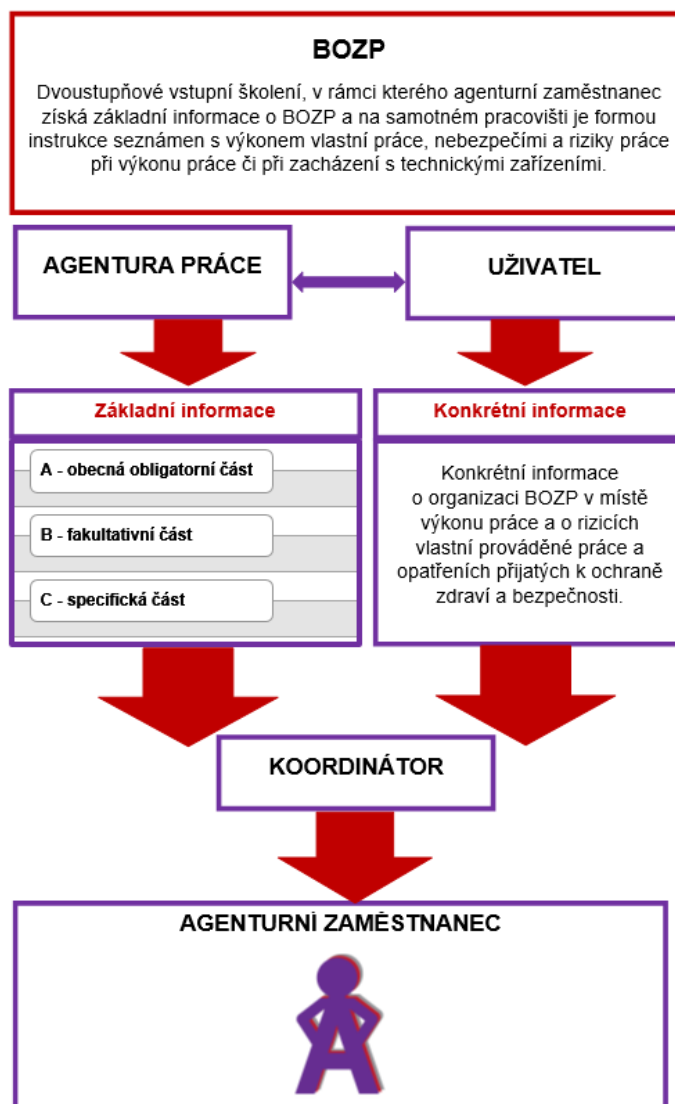 BOZP
Dvoustupňové vstupní školení, v rámci kterého agenturní zaměstnanec
získá základní informace o BOZP a na samotném pracovišti je formou
instrukce seznámen s výkonem vlastní práce, nebezpečími a riziky práce
při výkonu práce či při zacházení s technickými zařízeními.
AGENTURA PRÁCE
UŽIVATEL
Základní informace
A - obecná obligatorní část
B - fakultativní část
C - specifická část
Konkrétní informace
Konkrétní informace
o organizaci BOZP v místě
výkonu práce a o rizicích
vlastní prováděné práce a
opatřeních přijatých k ochraně
zdraví a bezpečnosti.
KOORDINÁTOR
AGENTURNÍ ZAMĚSTNANEC